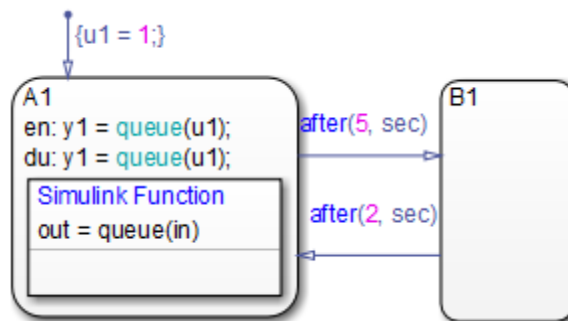 {u1 = 1;}
A1
en: y1 = queue(u1);
du: y1 = queue(u1);
Simulink Function
out = queue(in)
after(5, sec)
after(2, sec)
B1